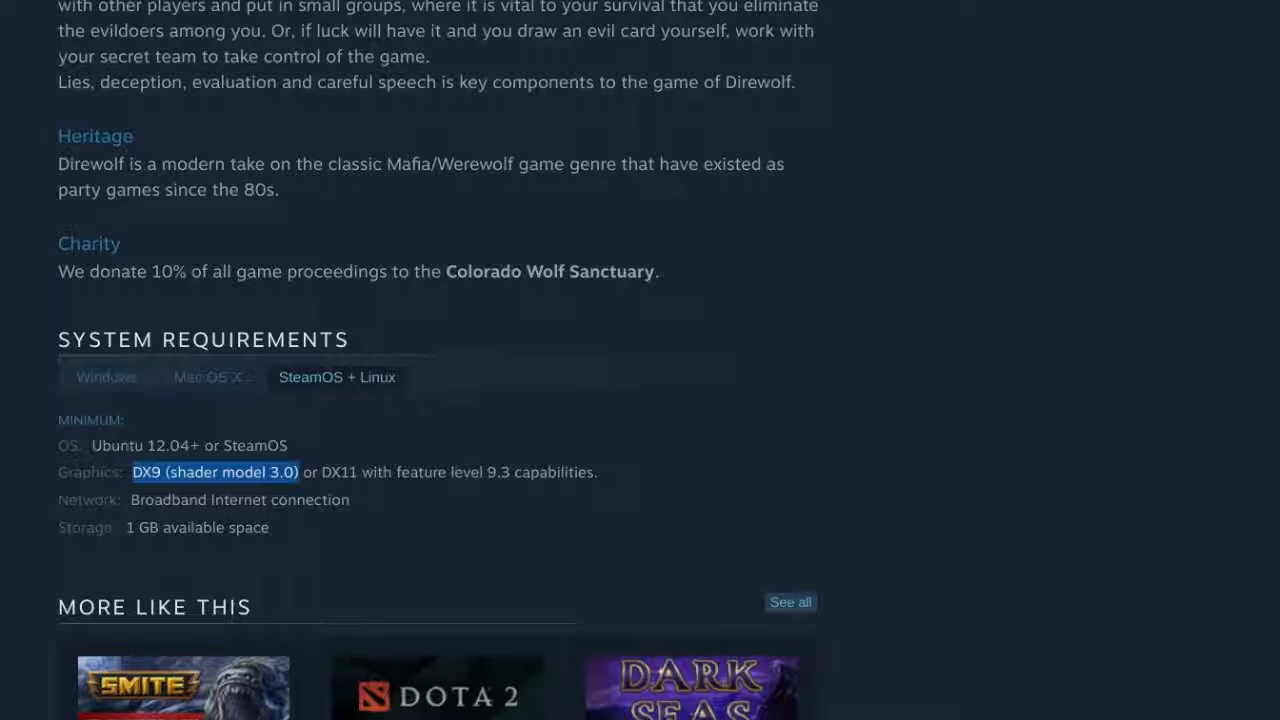 with other players and put in small groups, where it is vital to your survival that you eliminate
the evildoers among you. Or, if luck will have it and you draw an evil card yourself, work with
your secret team to take control of the game.
Lies, deception, evaluation and careful speech is key components to the game of Direwolf.
Heritage
Direwolf is a modern take on the classic Mafia/Werewolf game genre that have existed as
party games since the 80s.
Charity
We donate 10% of all game proceedings to the Colorado Wolf Sanctuary.
SYSTEM REQUIREMENTS
Windows Mac OS X SteamOS + Linux
MINIMUM:
OS: Ubuntu 12.04+ or SteamOS
Graphics: DX9 (shader model 3.0) or DX11 with feature level 9.3 capabilities.
Network: Broadband Internet connection
Storage: 1 GB available space
MORE LIKE THIS
See all
SMITE
DOTA 2
DARK
SEAS